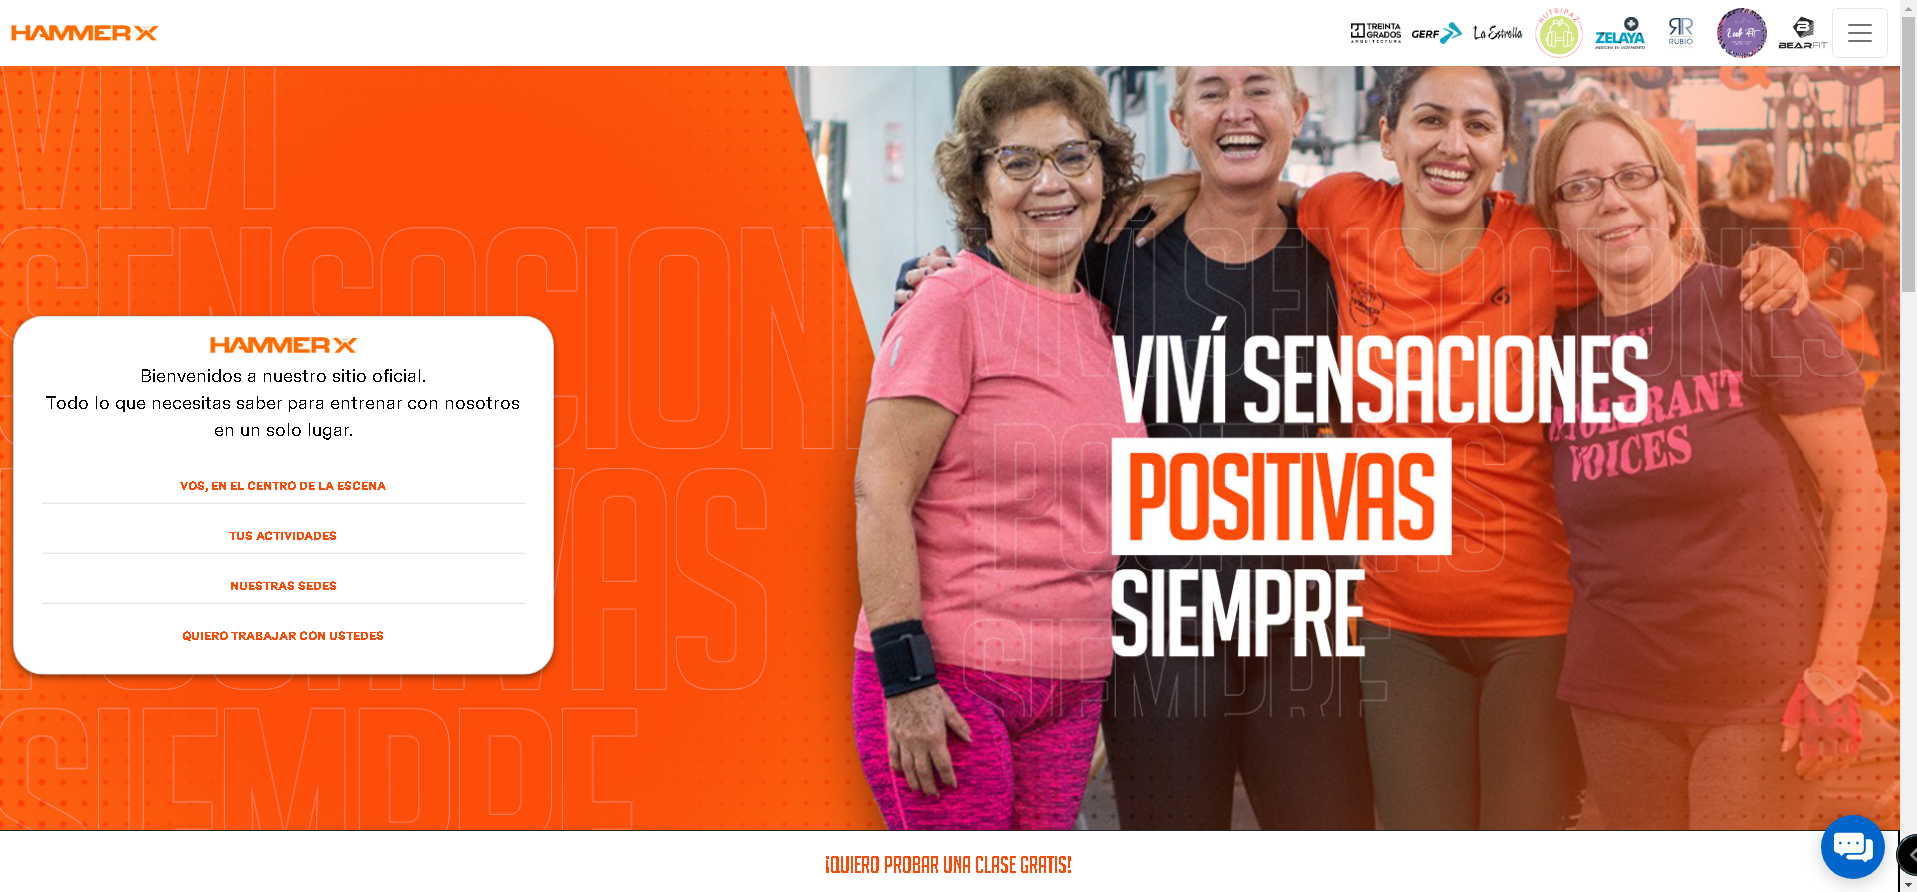 HAMMER X
TREINTA
GRADOS
ARQUITECTURA
GERF
La Estrella
NUTRIPAZ
ZELAYA
MEDICINA EN MOVIMIENTO
RUBIO
BEARFIT
VIVÍ SENSACIONES
POSITIVAS
SIEMPRE
HAMMER X
Bienvenidos a nuestro sitio oficial.
Todo lo que necesitas saber para entrenar con nosotros
en un solo lugar.
VOS, EN EL CENTRO DE LA ESCENA
TUS ACTIVIDADES
NUESTRAS SEDES
QUIERO TRABAJAR CON USTEDES
VIVÍ SENSACIONES
POSITIVAS
SIEMPRE
VOICES
¡QUIERO PROBAR UNA CLASE GRATIS!